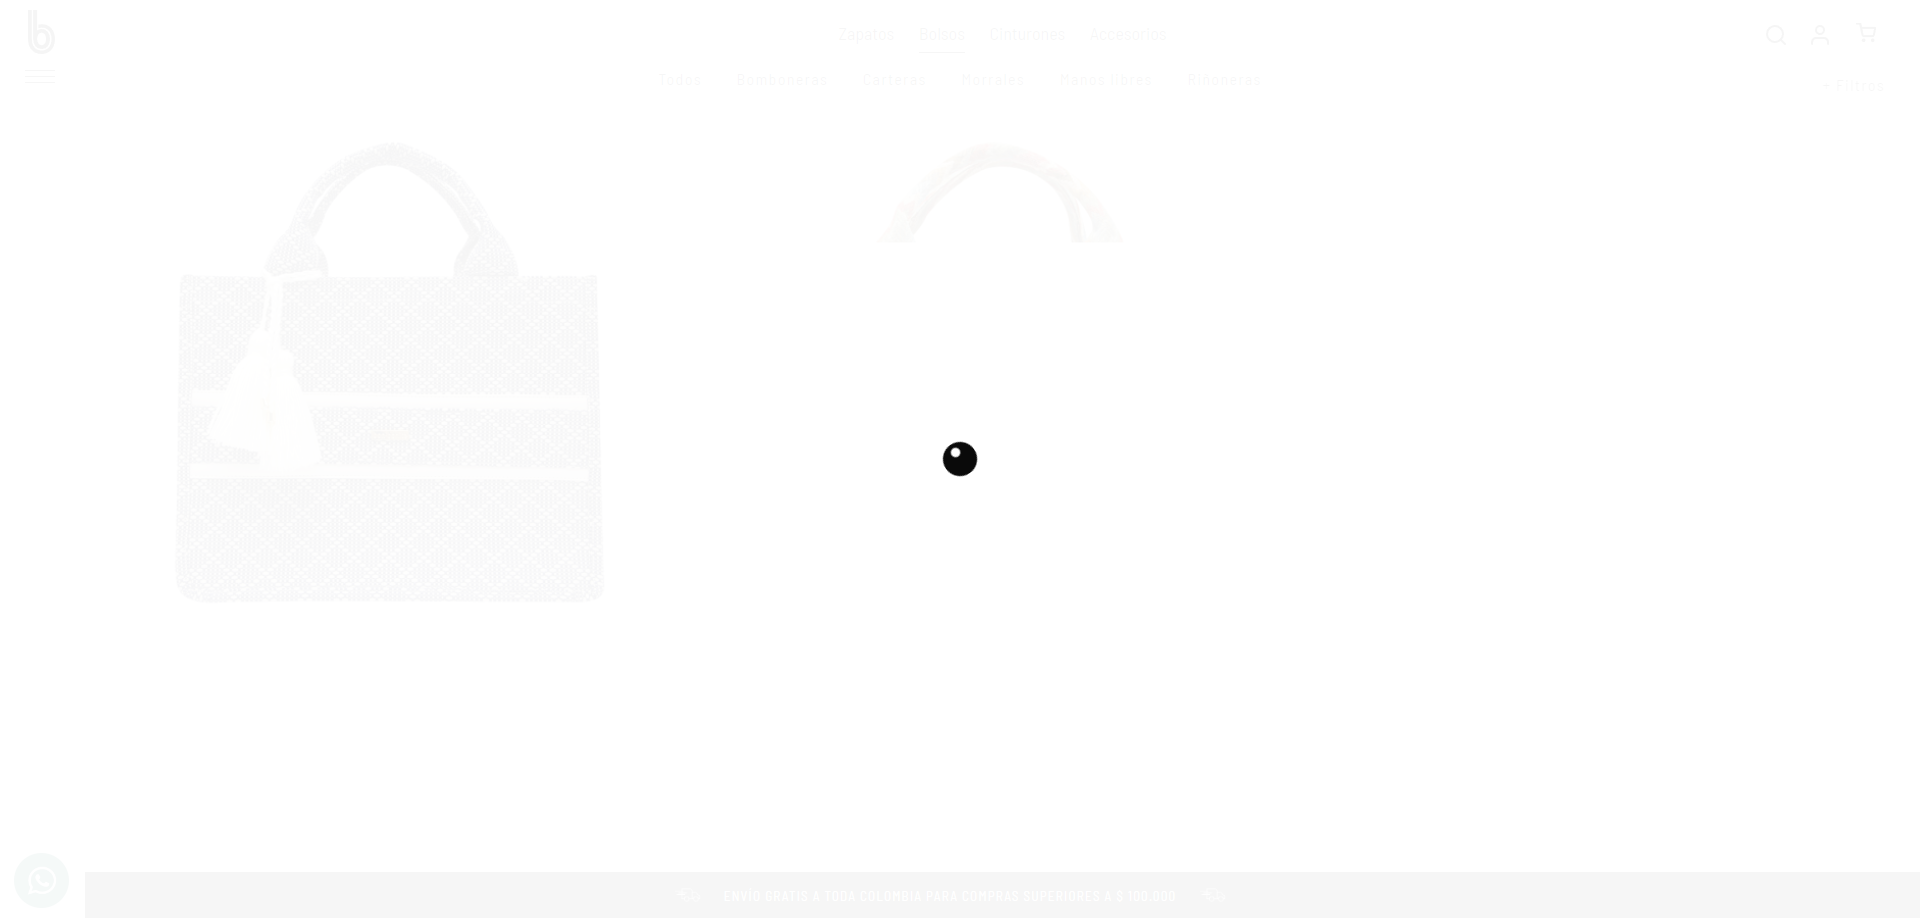 b
Zapatos Bolsos Cinturones Accesorios
Todos Bomboneras Carteras Morrales Manos libres Riñoneras
+ Filtros
ENVÍO GRATIS A TODA COLOMBIA PARA COMPRAS SUPERIORES A $ 100.000